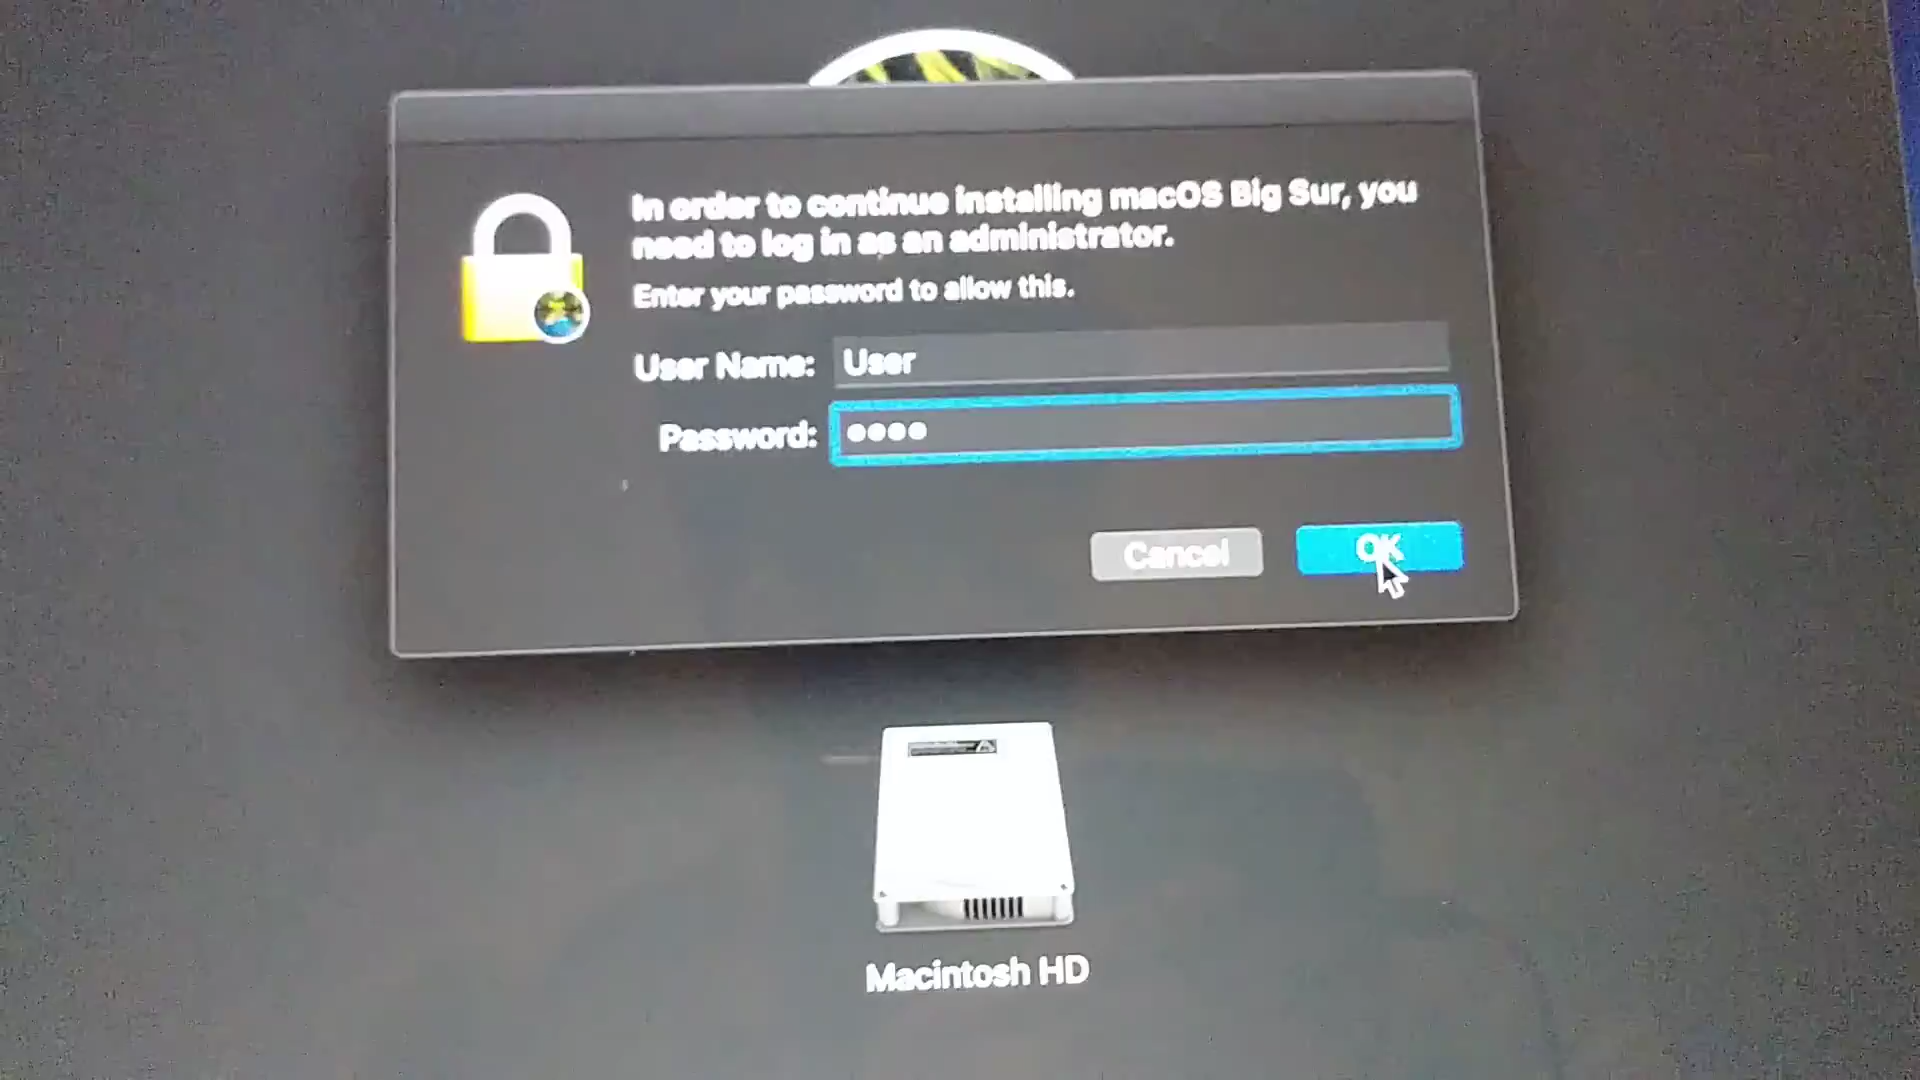 In order to continue installing macOS Big Sur, you
need to log in as an administrator.
Enter your password to allow this.
User Name: User
Password: ●●●●
Cancel OK
Macintosh HD